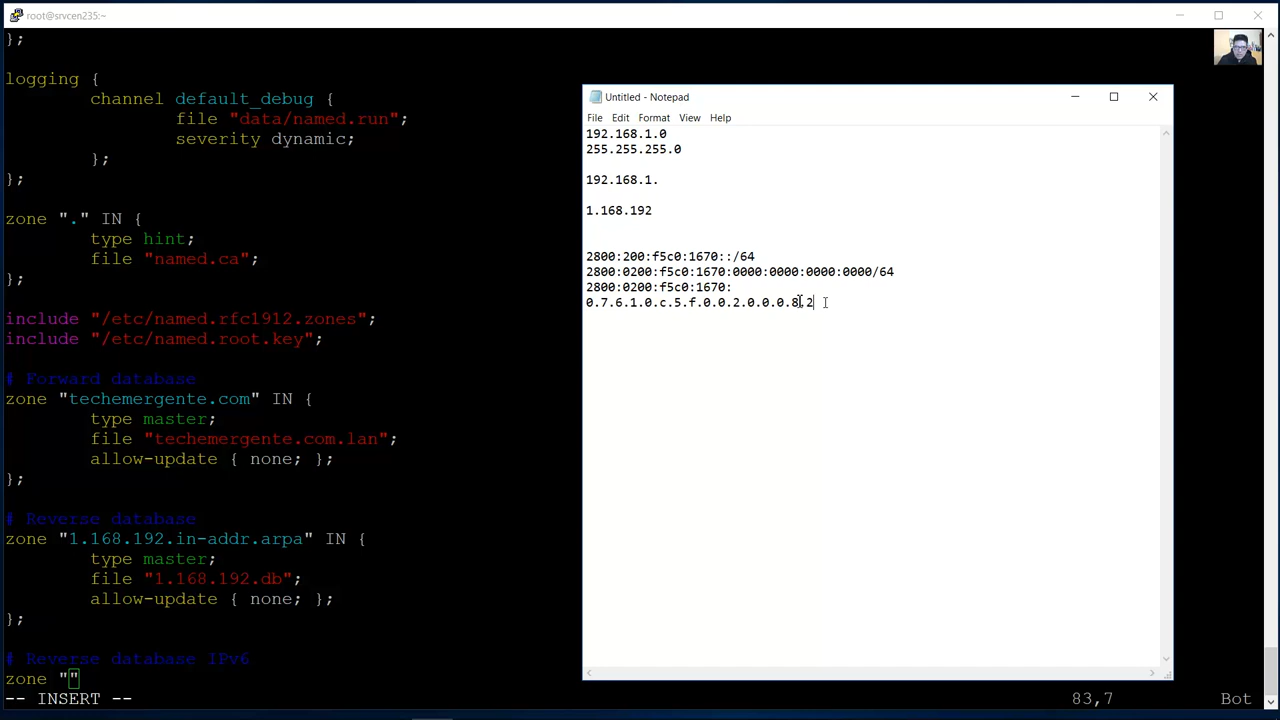 root@srvcen235:~
};
logging {
channel default_debug {
file "data/named.run";
severity dynamic;
};
};
zone "." IN {
type hint;
file "named.ca";
};
include "/etc/named.rfc1912.zones";
include "/etc/named.root.key";
# Forward database
zone "techemergente.com" IN {
type master;
file "techemergente.com.lan";
allow-update { none; };
};
# Reverse database
zone "1.168.192.in-addr.arpa" IN {
type master;
file "1.168.192.db";
allow-update { none; };
};
# Reverse database IPv6
zone ""
-- INSERT --
83,7
Bot
Untitled - Notepad
File Edit Format View Help
192.168.1.0
255.255.255.0
192.168.1.
1.168.192
2800:200:f5c0:1670::/64
2800:0200:f5c0:1670:0000:0000:0000:0000/64
2800:0200:f5c0:1670:
0.7.6.1.0.c.5.f.0.0.2.0.0.0.8.2